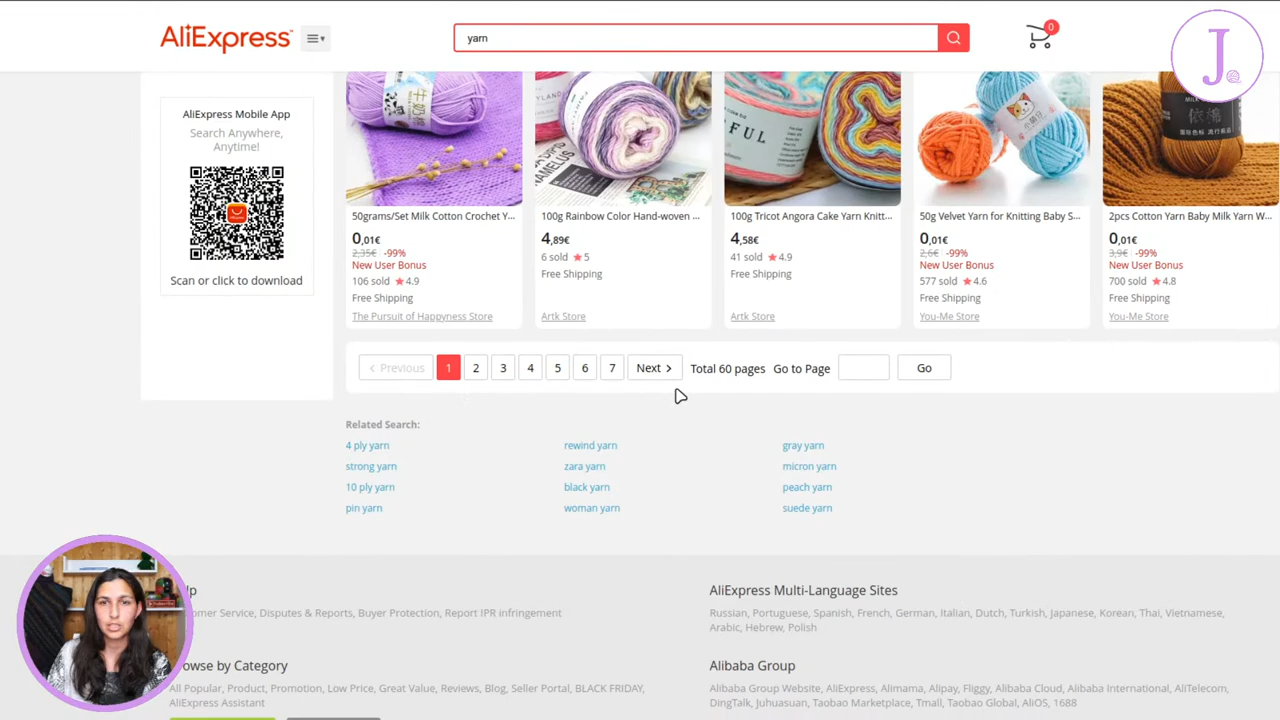 AliExpress
yarn
0
J
AliExpress Mobile App
Search Anywhere,
Anytime!
Scan or click to download
50grams/Set Milk Cotton Crochet Y...
0,01€
2,35€ -99%
New User Bonus
106 sold ★ 4.9
Free Shipping
The Pursuit of Happyness Store
100g Rainbow Color Hand-woven ...
4,89€
6 sold ★ 5
Free Shipping
Artk Store
100g Tricot Angora Cake Yarn Knitt...
4,58€
41 sold ★ 4.9
Free Shipping
Artk Store
50g Velvet Yarn for Knitting Baby S...
0,01€
2,6€ -99%
New User Bonus
577 sold ★ 4.6
Free Shipping
You-Me Store
2pcs Cotton Yarn Baby Milk Yarn W...
0,01€
3,9€ -99%
New User Bonus
700 sold ★ 4.8
Free Shipping
You-Me Store
< Previous 1 2 3 4 5 6 7 Next > Total 60 pages Go to Page Go
Related Search:
4 ply yarn rewind yarn gray yarn
strong yarn zara yarn micron yarn
10 ply yarn black yarn peach yarn
pin yarn woman yarn suede yarn
lp
omer Service, Disputes & Reports, Buyer Protection, Report IPR infringement
AliExpress Multi-Language Sites
Russian, Portuguese, Spanish, French, German, Italian, Dutch, Turkish, Japanese, Korean, Thai, Vietnamese,
Arabic, Hebrew, Polish
owse by Category
All Popular, Product, Promotion, Low Price, Great Value, Reviews, Blog, Seller Portal, BLACK FRIDAY,
AliExpress Assistant
Alibaba Group
Alibaba Group Website, AliExpress, Alimama, Alipay, Fliggy, Alibaba Cloud, Alibaba International, AliTelecom,
DingTalk, Juhuasuan, Taobao Marketplace, Tmall, Taobao Global, AliOS, 1688